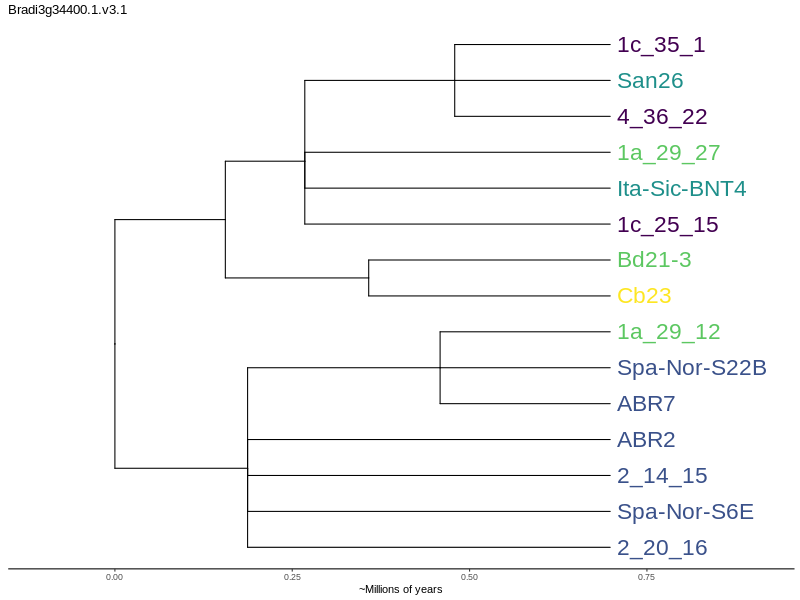 Bradi3g34400.1.v3.1
1c_35_1
San26
4_36_22
1a_29_27
Ita-Sic-BNT4
1c_25_15
Bd21-3
Cb23
1a_29_12
Spa-Nor-S22B
ABR7
ABR2
2_14_15
Spa-Nor-S6E
2_20_16
0.00 0.25 0.50 0.75
~Millions of years